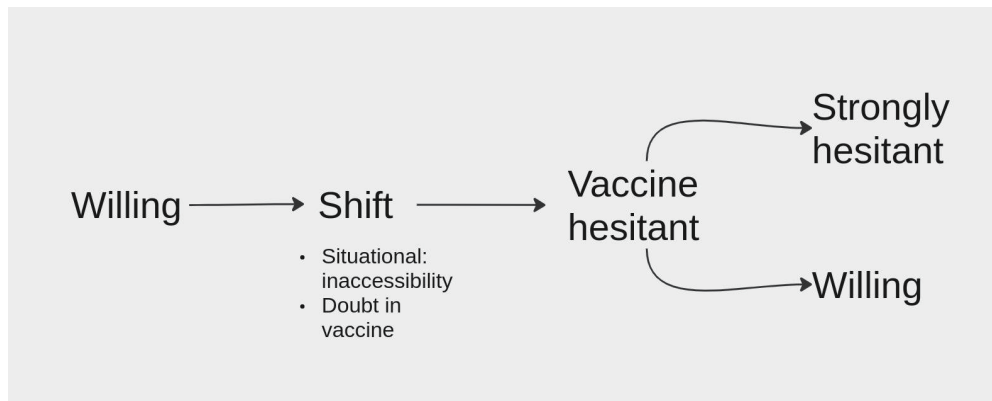 Willing
Shift
• Situational:
inaccessibility
• Doubt in
vaccine
Vaccine
hesitant
Strongly
hesitant
Willing